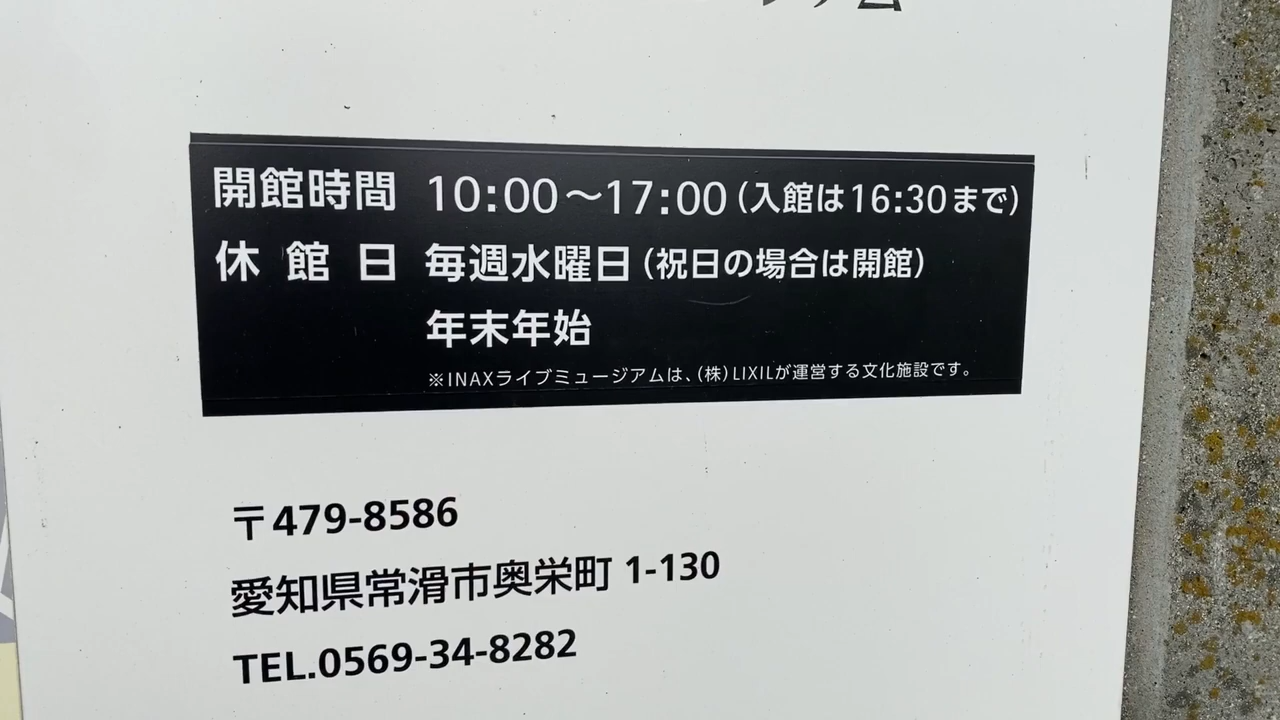 開館時間 10:00～17:00（入館は16:30まで）
休館日 毎週水曜日（祝日の場合は開館）
年末年始
※INAXライブミュージアムは、（株）LIXILが運営する文化施設です。
〒479-8586
愛知県常滑市奥栄町 1-130
TEL.0569-34-8282